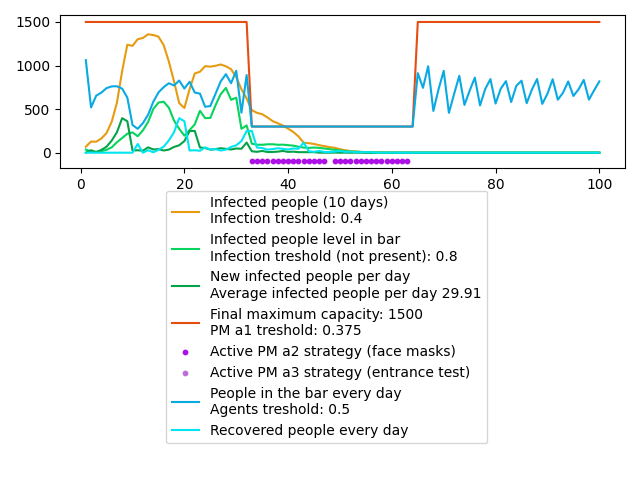 1500
1000
500
0
0 20 40 60 80 100
Infected people (10 days)
Infection treshold: 0.4
Infected people level in bar
Infection treshold (not present): 0.8
New infected people per day
Average infected people per day 29.91
Final maximum capacity: 1500
PM a1 treshold: 0.375
Active PM a2 strategy (face masks)
Active PM a3 strategy (entrance test)
People in the bar every day
Agents treshold: 0.5
Recovered people every day